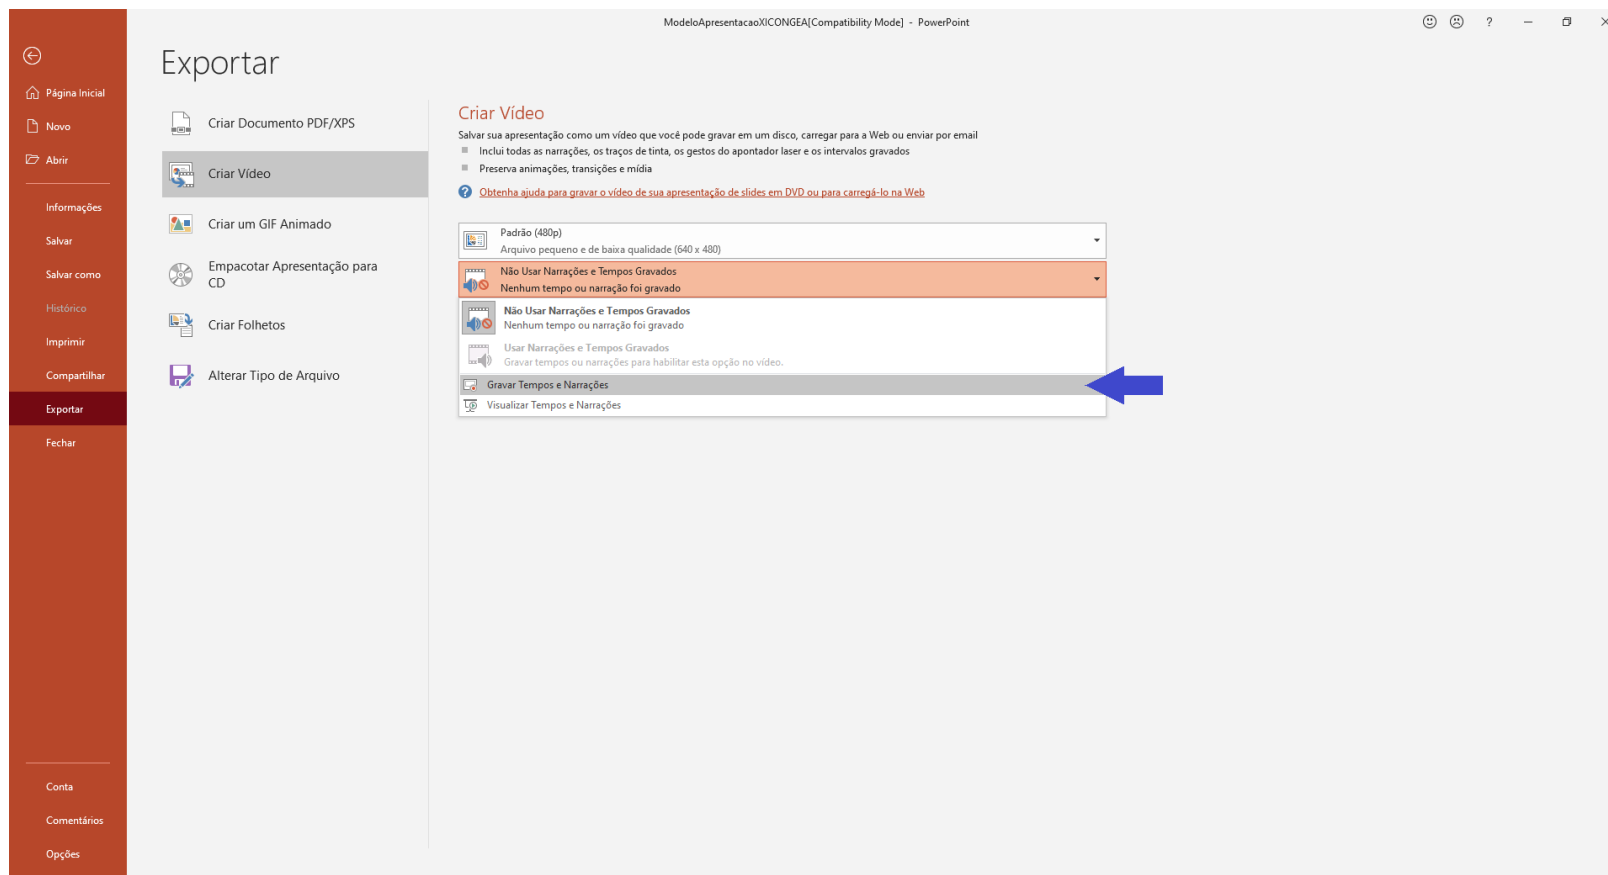 ModeloApresentacaoXICONGEA[Compatibility Mode] - PowerPoint
?
Exportar
Página Inicial
Novo
Abrir
Informações
Salvar
Salvar como
Histórico
Imprimir
Compartilhar
Exportar
Fechar
Conta
Comentários
Opções
Criar Documento PDF/XPS
Criar Vídeo
Criar um GIF Animado
Empacotar Apresentação para
CD
Criar Folhetos
Alterar Tipo de Arquivo
Criar Vídeo
Salvar sua apresentação como um vídeo que você pode gravar em um disco, carregar para a Web ou enviar por email
Inclui todas as narrações, os traços de tinta, os gestos do apontador laser e os intervalos gravados
Preserva animações, transições e mídia
? Obtenha ajuda para gravar o vídeo de sua apresentação de slides em DVD ou para carregá-lo na Web
Padrão (480p)
Arquivo pequeno e de baixa qualidade (640 x 480)
Não Usar Narrações e Tempos Gravados
Nenhum tempo ou narração foi gravado
Não Usar Narrações e Tempos Gravados
Nenhum tempo ou narração foi gravado
Usar Narrações e Tempos Gravados
Gravar tempos ou narrações para habilitar esta opção no vídeo.
Gravar Tempos e Narrações
Visualizar Tempos e Narrações